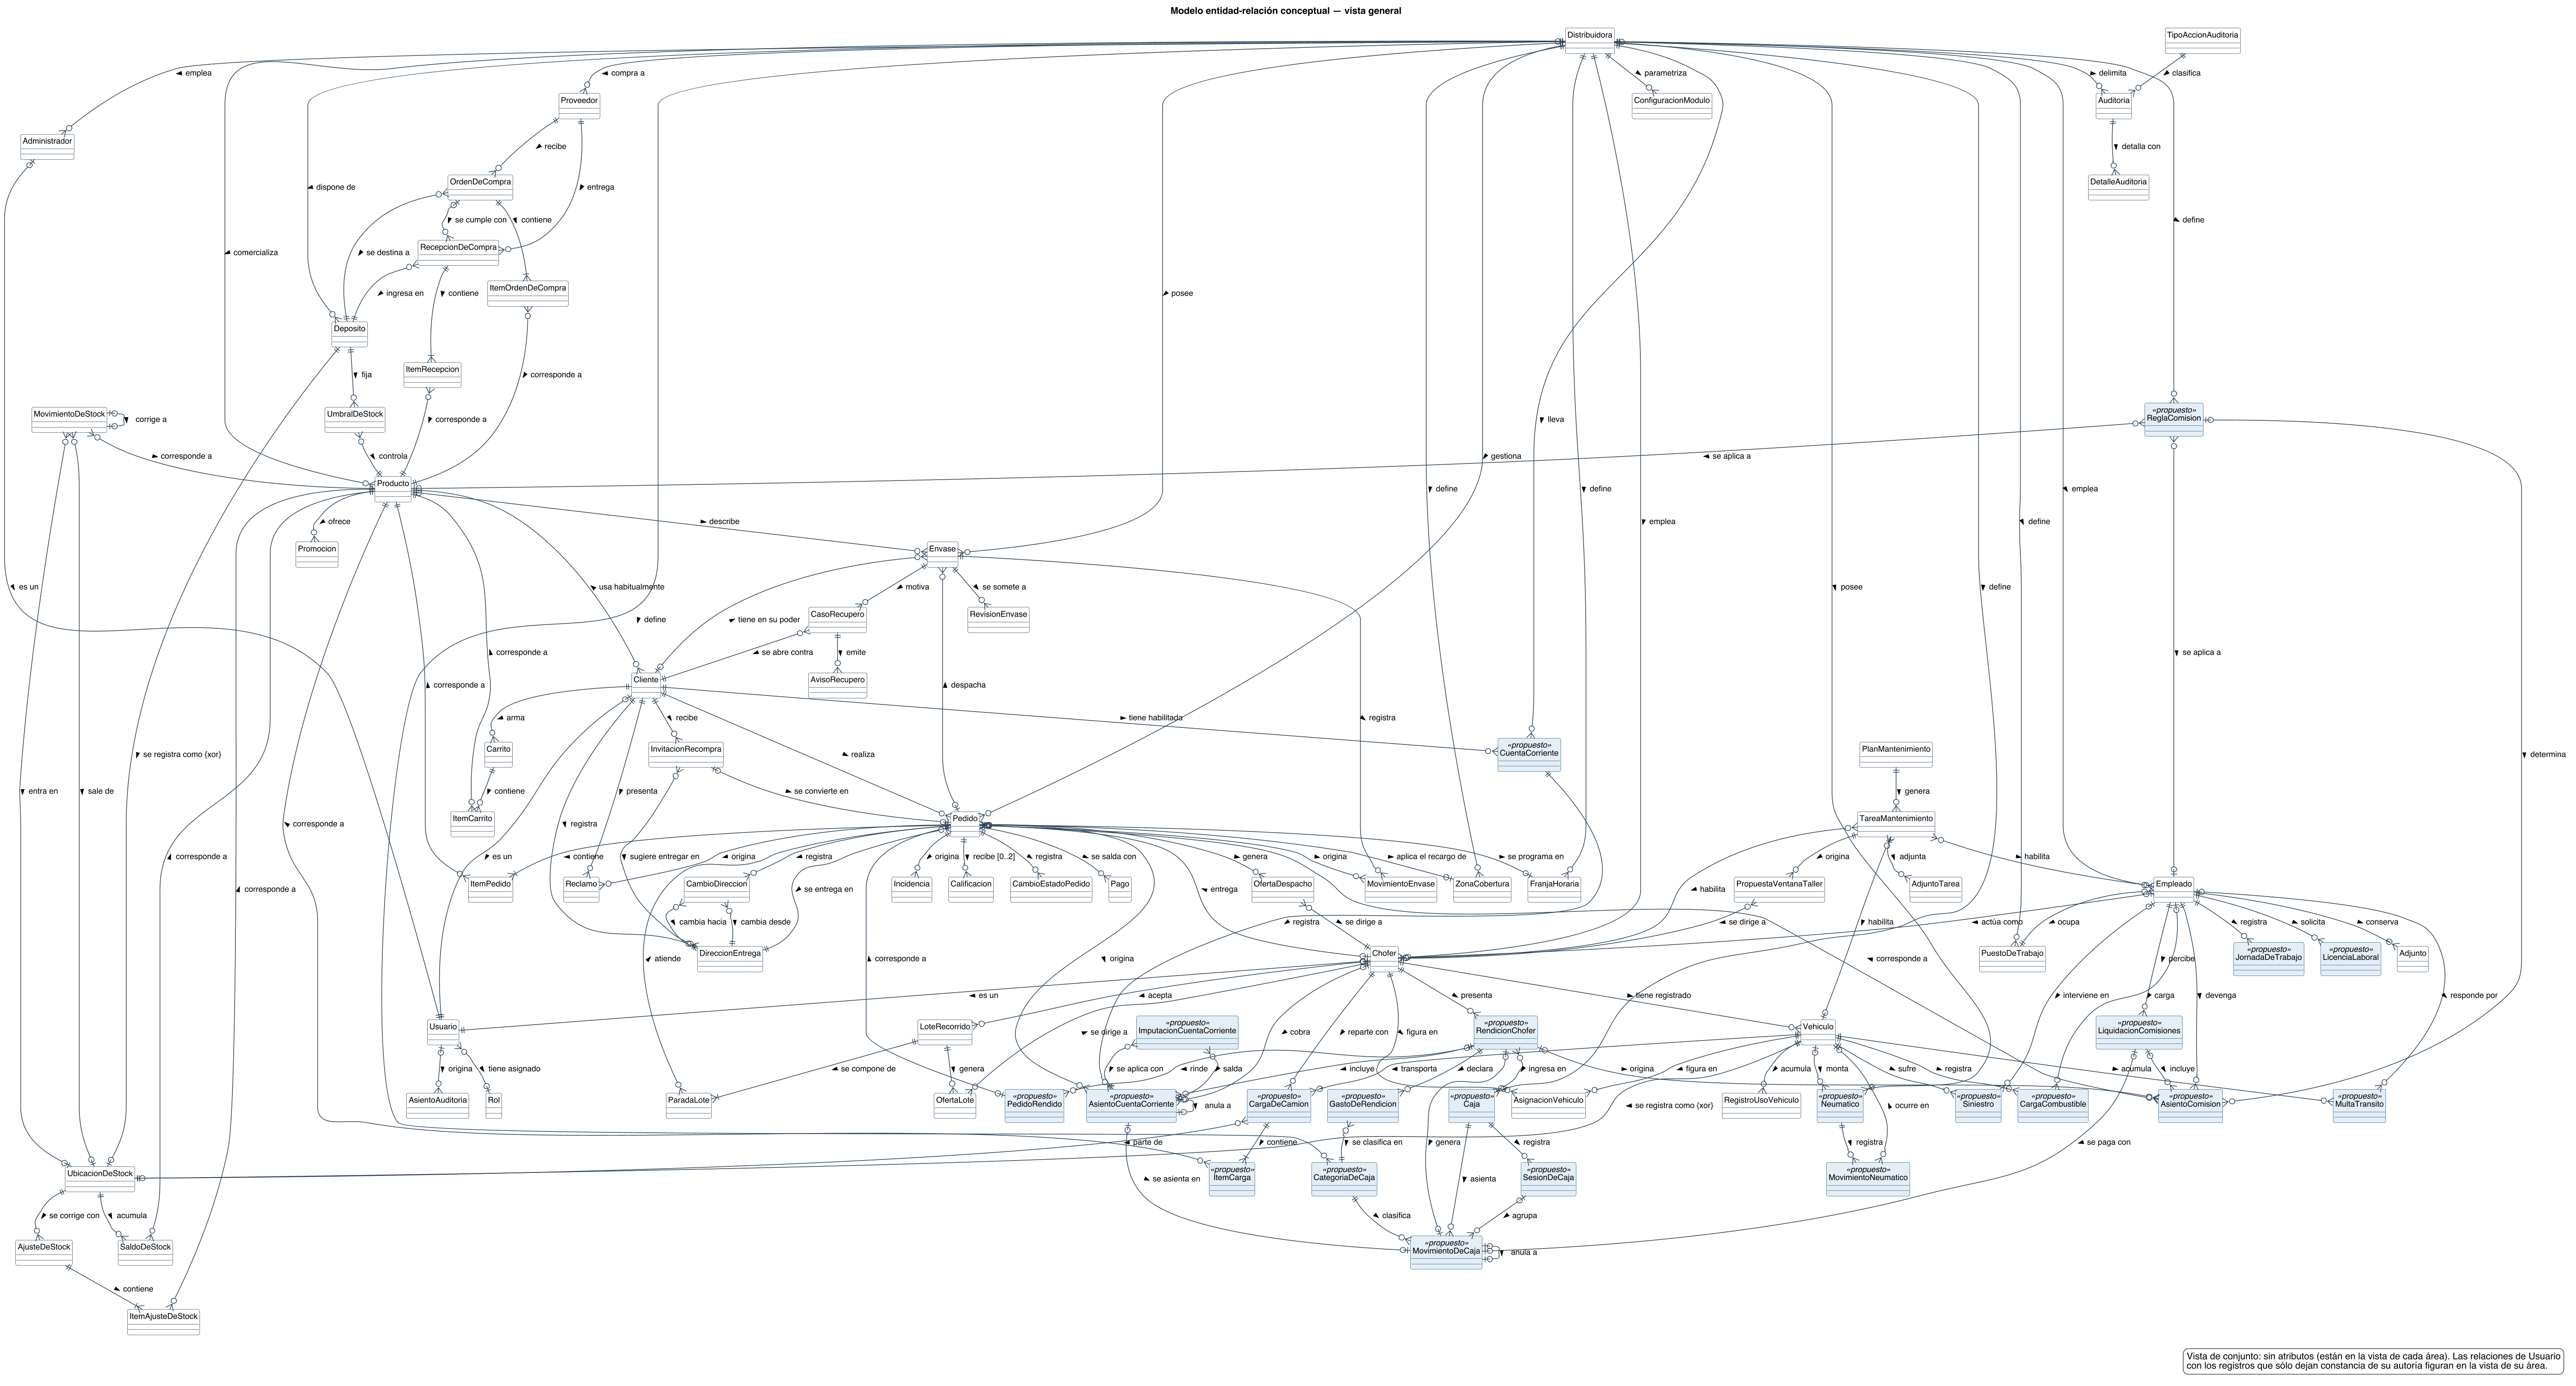 Modelo entidad-relación conceptual — vista general
Distribuidora
TipoAccionAuditoria
◄ emplea
◄ compra a
► parametriza
► delimita
◄ clasifica
Proveedor
ConfiguracionModulo
Auditoria
Administrador
◄ recibe
▼ detalla con
OrdenDeCompra
DetalleAuditoria
◄ dispone de
► entrega
▼ se cumple con
▼ contiene
► define
RecepcionDeCompra
◄ comercializa
► se destina a
ItemOrdenDeCompra
► ingresa en
▼ contiene
► posee
Deposito
ItemRecepcion
▼ fija
► corresponde a
MovimientoDeStock
▼ corrige a
UmbralDeStock
► corresponde a
▼ lleva
«propuesto»
ReglaComision
► corresponde a
► controla
► gestiona
◄ se aplica a
Producto
▼ define
▼ define
► emplea
◄ ofrece
► describe
▼ emplea
▼ define
Promocion
Envase
▼ es un
▲ usa habitualmente
◄ motiva
► se somete a
▼ posee
▼ define
CasoRecupero
RevisionEnvase
▼ define
► tiene en su poder
▲ corresponde a
◄ se abre contra
▼ emite
▼ se aplica a
Cliente
AvisoRecupero
▲ corresponde a
▲ despacha
◄ arma
► recibe
► tiene habilitada
► registra
Carrito
InvitacionRecompra
«propuesto»
CuentaCorriente
PlanMantenimiento
► se registra como {xor}
► realiza
▼ determina
▼ entra en
▼ sale de
▼ contiene
▼ presenta
► se convierte en
▼ genera
ItemCarrito
Pedido
TareaMantenimiento
▲ corresponde a
► registra
▲ corresponde a
► es un
◄ contiene
▼ sugiere entregar en
◄ origina
◄ registra
► origina
▼ recibe [0..2]
► registra
► se salda con
► genera
► origina
► aplica el recargo de
► se programa en
► origina
▼ adjunta
► habilita
ItemPedido
Reclamo
CambioDireccion
► se entrega en
Incidencia
Calificacion
CambioEstadoPedido
Pago
◄ entrega
OfertaDespacho
MovimientoEnvase
ZonaCobertura
FranjaHoraria
◄ habilita
PropuestaVentanaTaller
AdjuntoTarea
Empleado
► cambia hacia
▼ cambia desde
◄ registra
► se dirige a
◄ se dirige a
► habilita
◄ actúa como
◄ ocupa
► registra
► solicita
► conserva
DireccionEntrega
▲ atiende
▲ corresponde a
▼ origina
Chofer
◄ corresponde a
PuestoDeTrabajo
▼ percibe
«propuesto»
JornadaDeTrabajo
«propuesto»
LicenciaLaboral
Adjunto
◄ es un
◄ acepta
► presenta
► tiene registrado
► interviene en
▼ carga
▼ devenga
► responde por
Usuario
LoteRecorrido
► se dirige a
«propuesto»
ImputacionCuentaCorriente
◄ cobra
► reparte con
▼ figura en
«propuesto»
RendicionChofer
Vehiculo
«propuesto»
LiquidacionComisiones
▼ origina
► tiene asignado
◄ se compone de
▼ genera
► se aplica con
► salda
◄ rinde
◄ incluye
◄ transporta
◄ declara
► ingresa en
► origina
◄ figura en
▼ acumula
▼ monta
► sufre
► registra
► acumula
► incluye
AsientoAuditoria
Rol
ParadaLote
OfertaLote
«propuesto»
PedidoRendido
«propuesto»
AsientoCuentaCorriente
▼ anula a
«propuesto»
CargaDeCamion
«propuesto»
GastoDeRendicion
«propuesto»
Caja
AsignacionVehiculo
◄ se registra como {xor}
RegistroUsoVehiculo
«propuesto»
Neumatico
▲ ocurre en
«propuesto»
Siniestro
«propuesto»
CargaCombustible
«propuesto»
AsientoComision
«propuesto»
MultaTransito
◄ parte de
► contiene
▼ se clasifica en
▼ genera
► registra
▼ registra
► se paga con
UbicacionDeStock
► se asienta en
«propuesto»
ItemCarga
«propuesto»
CategoriaDeCaja
▼ asienta
«propuesto»
SesionDeCaja
«propuesto»
MovimientoNeumatico
◄ se corrige con
▼ acumula
► clasifica
◄ agrupa
AjusteDeStock
SaldoDeStock
«propuesto»
MovimientoDeCaja
▼ anula a
► contiene
ItemAjusteDeStock
Vista de conjunto: sin atributos (están en la vista de cada área). Las relaciones de Usuario
con los registros que sólo dejan constancia de su autoría figuran en la vista de su área.